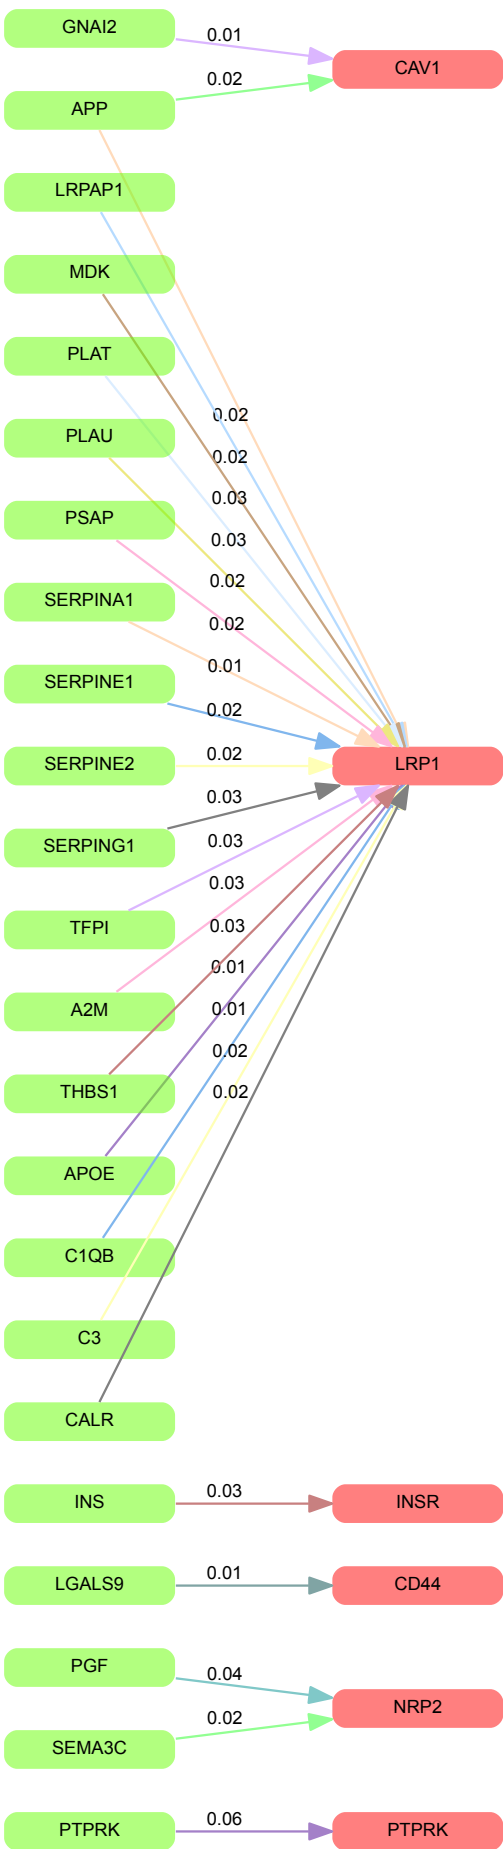 GNAI2
0.01
CAV1
0.02
APP
LRPAP1
MDK
PLAT
0.02
PLAU
0.02
0.03
PSAP
0.03
0.02
SERPINA1
0.02
0.01
SERPINE1
0.02
0.02
SERPINE2
LRP1
0.03
SERPING1
0.03
0.03
TFPI
0.03
0.01
A2M
0.01
0.02
THBS1
0.02
APOE
C1QB
C3
CALR
INS
0.03
INSR
LGALS9
0.01
CD44
PGF
0.04
NRP2
0.02
SEMA3C
PTPRK
0.06
PTPRK